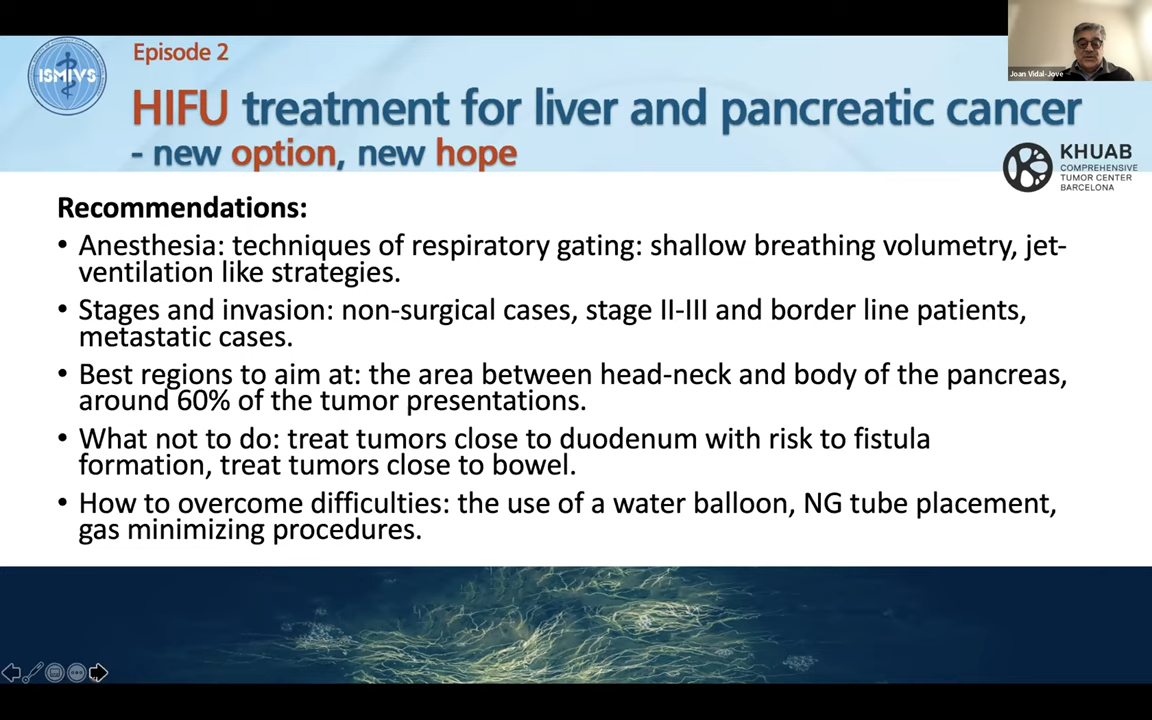 ISMIVS
Episode 2
HIFU treatment for liver and pancreatic cancer
- new option, new hope
Joan Vidal-Jove
KHUAB
COMPREHENSIVE
TUMOR CENTER
BARCELONA
Recommendations:
• Anesthesia: techniques of respiratory gating: shallow breathing volumetry, jet-
ventilation like strategies.
• Stages and invasion: non-surgical cases, stage II-III and border line patients,
metastatic cases.
• Best regions to aim at: the area between head-neck and body of the pancreas,
around 60% of the tumor presentations.
• What not to do: treat tumors close to duodenum with risk to fistula
formation, treat tumors close to bowel.
• How to overcome difficulties: the use of a water balloon, NG tube placement,
gas minimizing procedures.